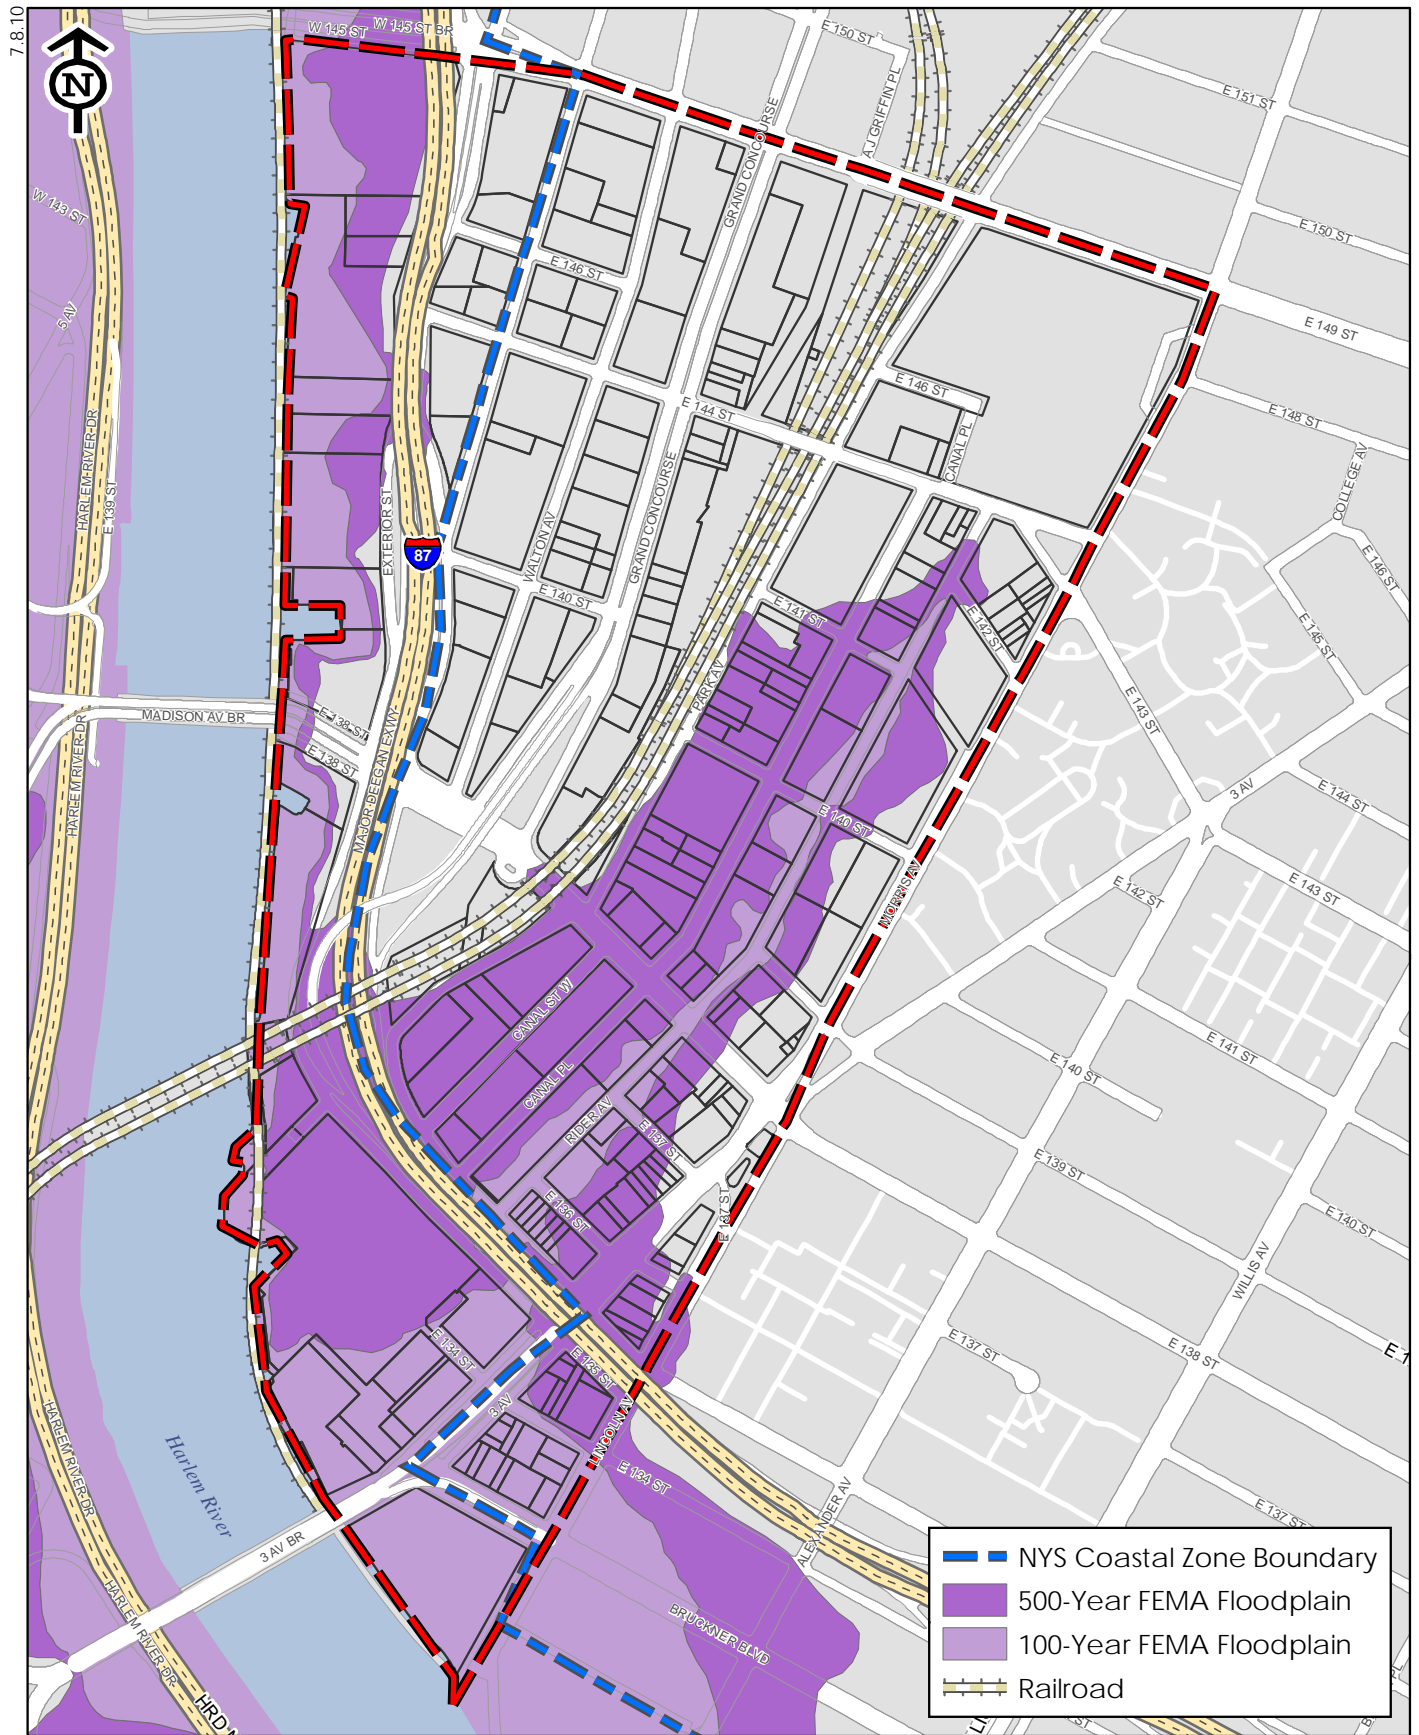 7.8.10
N
W 145 ST
W 145 ST BR
E 150 ST
A J GRIFFIN PL
E 151 ST
GRAND CONCOURSE
W 143 ST
E 150 ST
E 146 ST
5 AV
E 149 ST
E 146 ST
E 144 ST
E 148 ST
HARLEM RIVER DR
CANAL PL
COLLEGE AV
E 139 ST
EXTERIOR ST
GRAND CONCOURSE
WALTON AV
87
E 146 ST
E 140 ST
E 141 ST
E 142 ST
E 145 ST
PARK AV
E 143 ST
MADISON AV BR
E 138 ST
E 138 ST
HARLEM RIVER DR
MAJOR DEEGAN EXWY
3 AV
E 144 ST
E 140 ST
MORRIS AV
E 142 ST
E 143 ST
CANAL ST W
CANAL PL
E 141 ST
E 140 ST
RIDER AV
E 137 ST
E 139 ST
E 136 ST
E 137 ST
E 140 ST
WILLIS AV
E 134 ST
E 137 ST
E 138 ST
E 1
E 135 ST
3 AV
LINCOLN AV
HARLEM RIVER DR
Harlem River
E 134 ST
ALEXANDER AV
E 137 ST
3 AV BR
HARLEM RIVER DR
BRUCKNER BLVD
HRD
NYS Coastal Zone Boundary
500-Year FEMA Floodplain
100-Year FEMA Floodplain
Railroad
ST